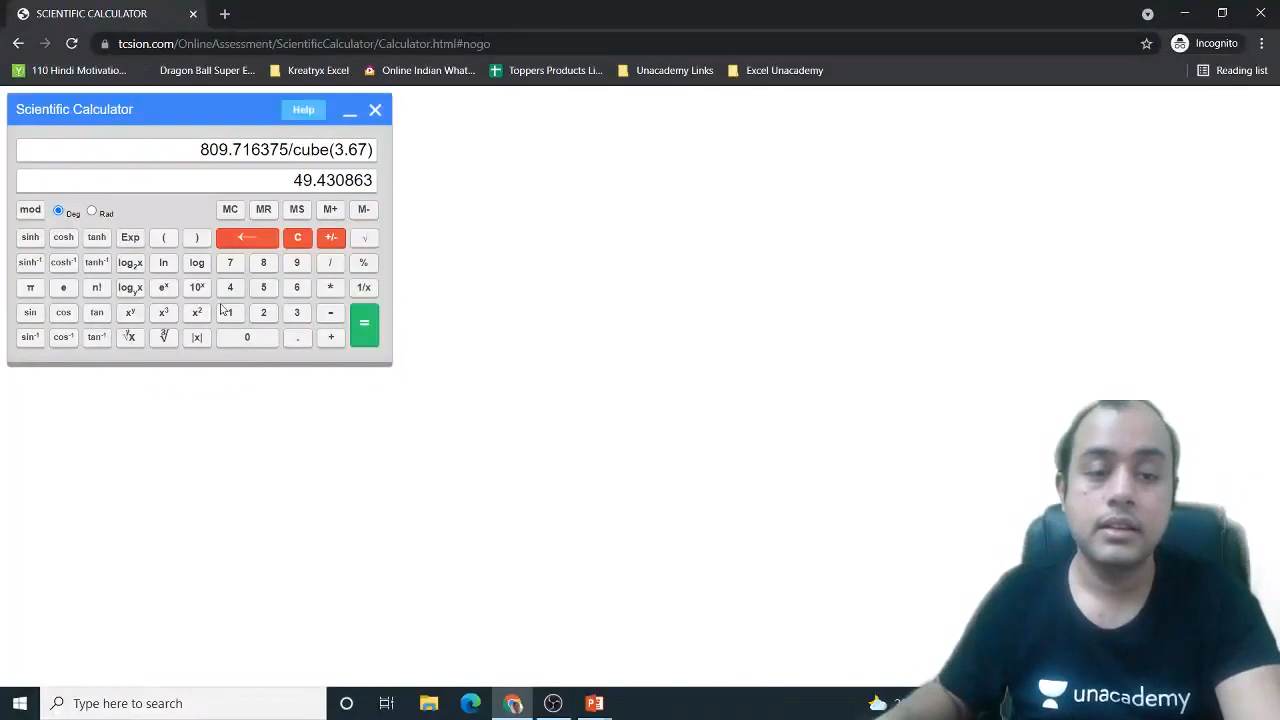 SCIENTIFIC CALCULATOR
tcsion.com/OnlineAssessment/ScientificCalculator/Calculator.html#nogo
Incognito
110 Hindi Motivatio...
Dragon Ball Super E...
Kreatryx Excel
Online Indian What...
Toppers Products Li...
Unacademy Links
Excel Unacademy
Reading list
Scientific Calculator
Help
809.716375/cube(3.67)
49.430863
mod Deg Rad MC MR MS M+ M-
sinh cosh tanh Exp ( ) C +/- √
sinh⁻¹ cosh⁻¹ tanh⁻¹ log₂x ln log 7 8 9 / %
π e n! logᵧx eˣ 10ˣ 4 5 6 * 1/x
sin cos tan xʸ x³ x² 1 2 3 - =
sin⁻¹ cos⁻¹ tan⁻¹ ʸ√x ³√ |x| 0 . +
unacademy
Type here to search